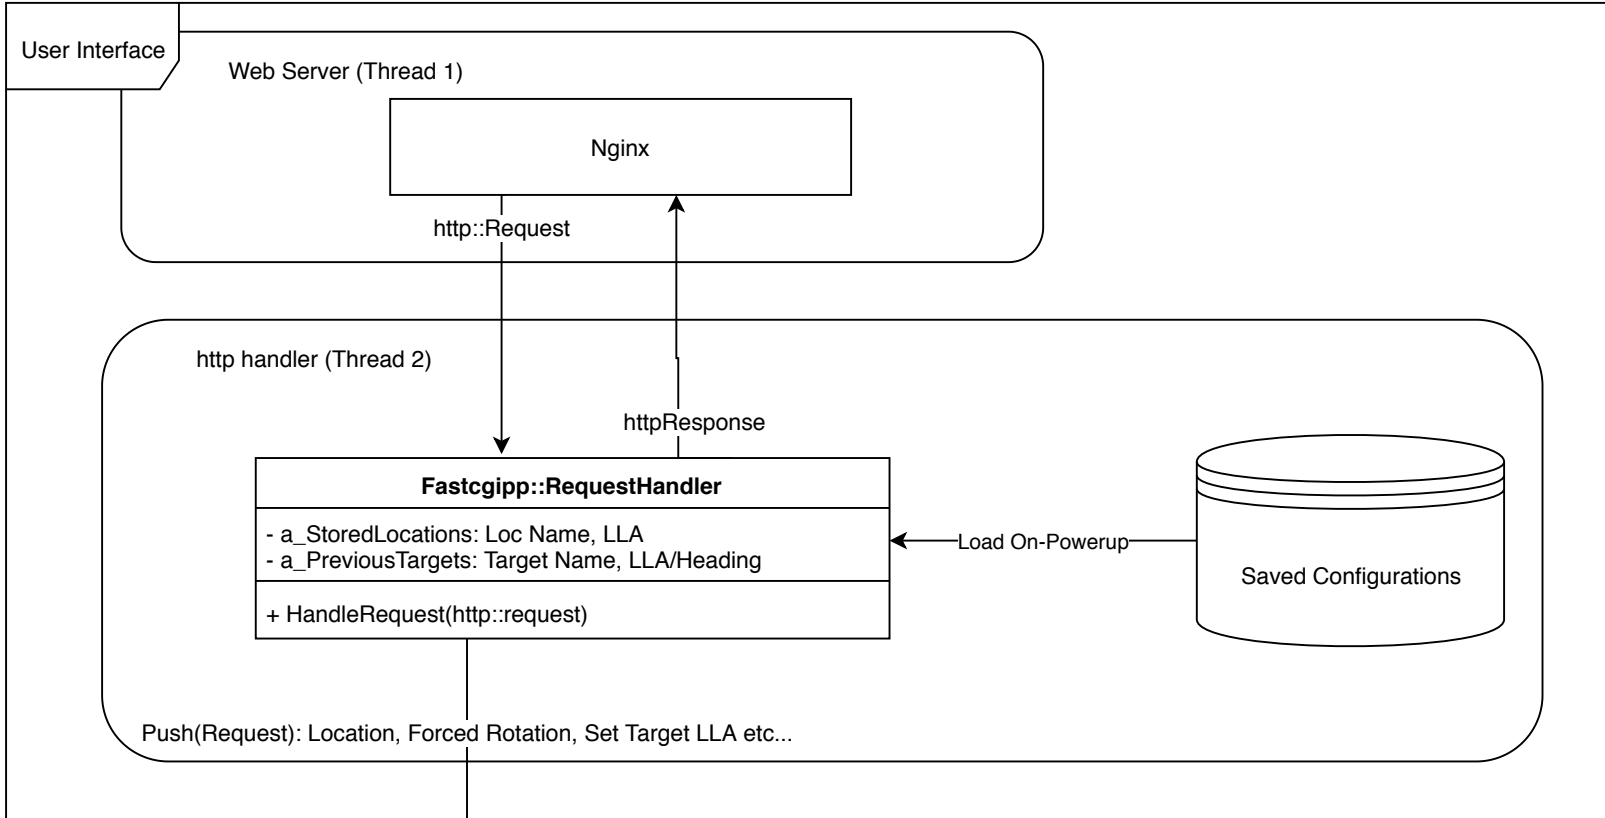 User Interface
Web Server (Thread 1)
Nginx
http::Request
http handler (Thread 2)
httpResponse
Fastcgipp::RequestHandler
- a_StoredLocations: Loc Name, LLA
- a_PreviousTargets: Target Name, LLA/Heading
+ HandleRequest(http::request)
Load On-Powerup
Saved Configurations
Push(Request): Location, Forced Rotation, Set Target LLA etc...